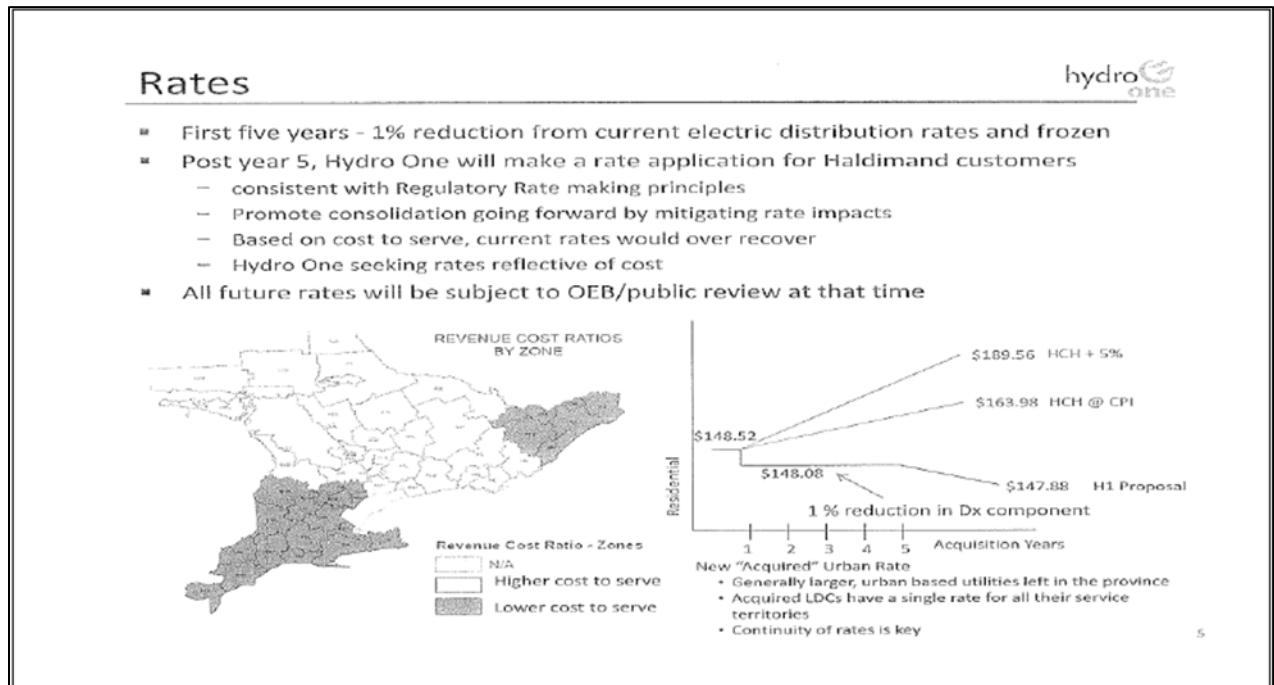 Rates
hydro
one
▪ First five years - 1% reduction from current electric distribution rates and frozen
▪ Post year 5, Hydro One will make a rate application for Haldimand customers
– consistent with Regulatory Rate making principles
– Promote consolidation going forward by mitigating rate impacts
– Based on cost to serve, current rates would over recover
– Hydro One seeking rates reflective of cost
▪ All future rates will be subject to OEB/public review at that time
REVENUE COST RATIOS
BY ZONE
Revenue Cost Ratio - Zones
N/A
Higher cost to serve
Lower cost to serve
Residential
$189.56 HCH + 5%
$163.98 HCH @ CPI
$148.52
$148.08
$147.88 H1 Proposal
1 % reduction in Dx component
1 2 3 4 5 Acquisition Years
New "Acquired" Urban Rate
• Generally larger, urban based utilities left in the province
• Acquired LDCs have a single rate for all their service
territories
• Continuity of rates is key
5